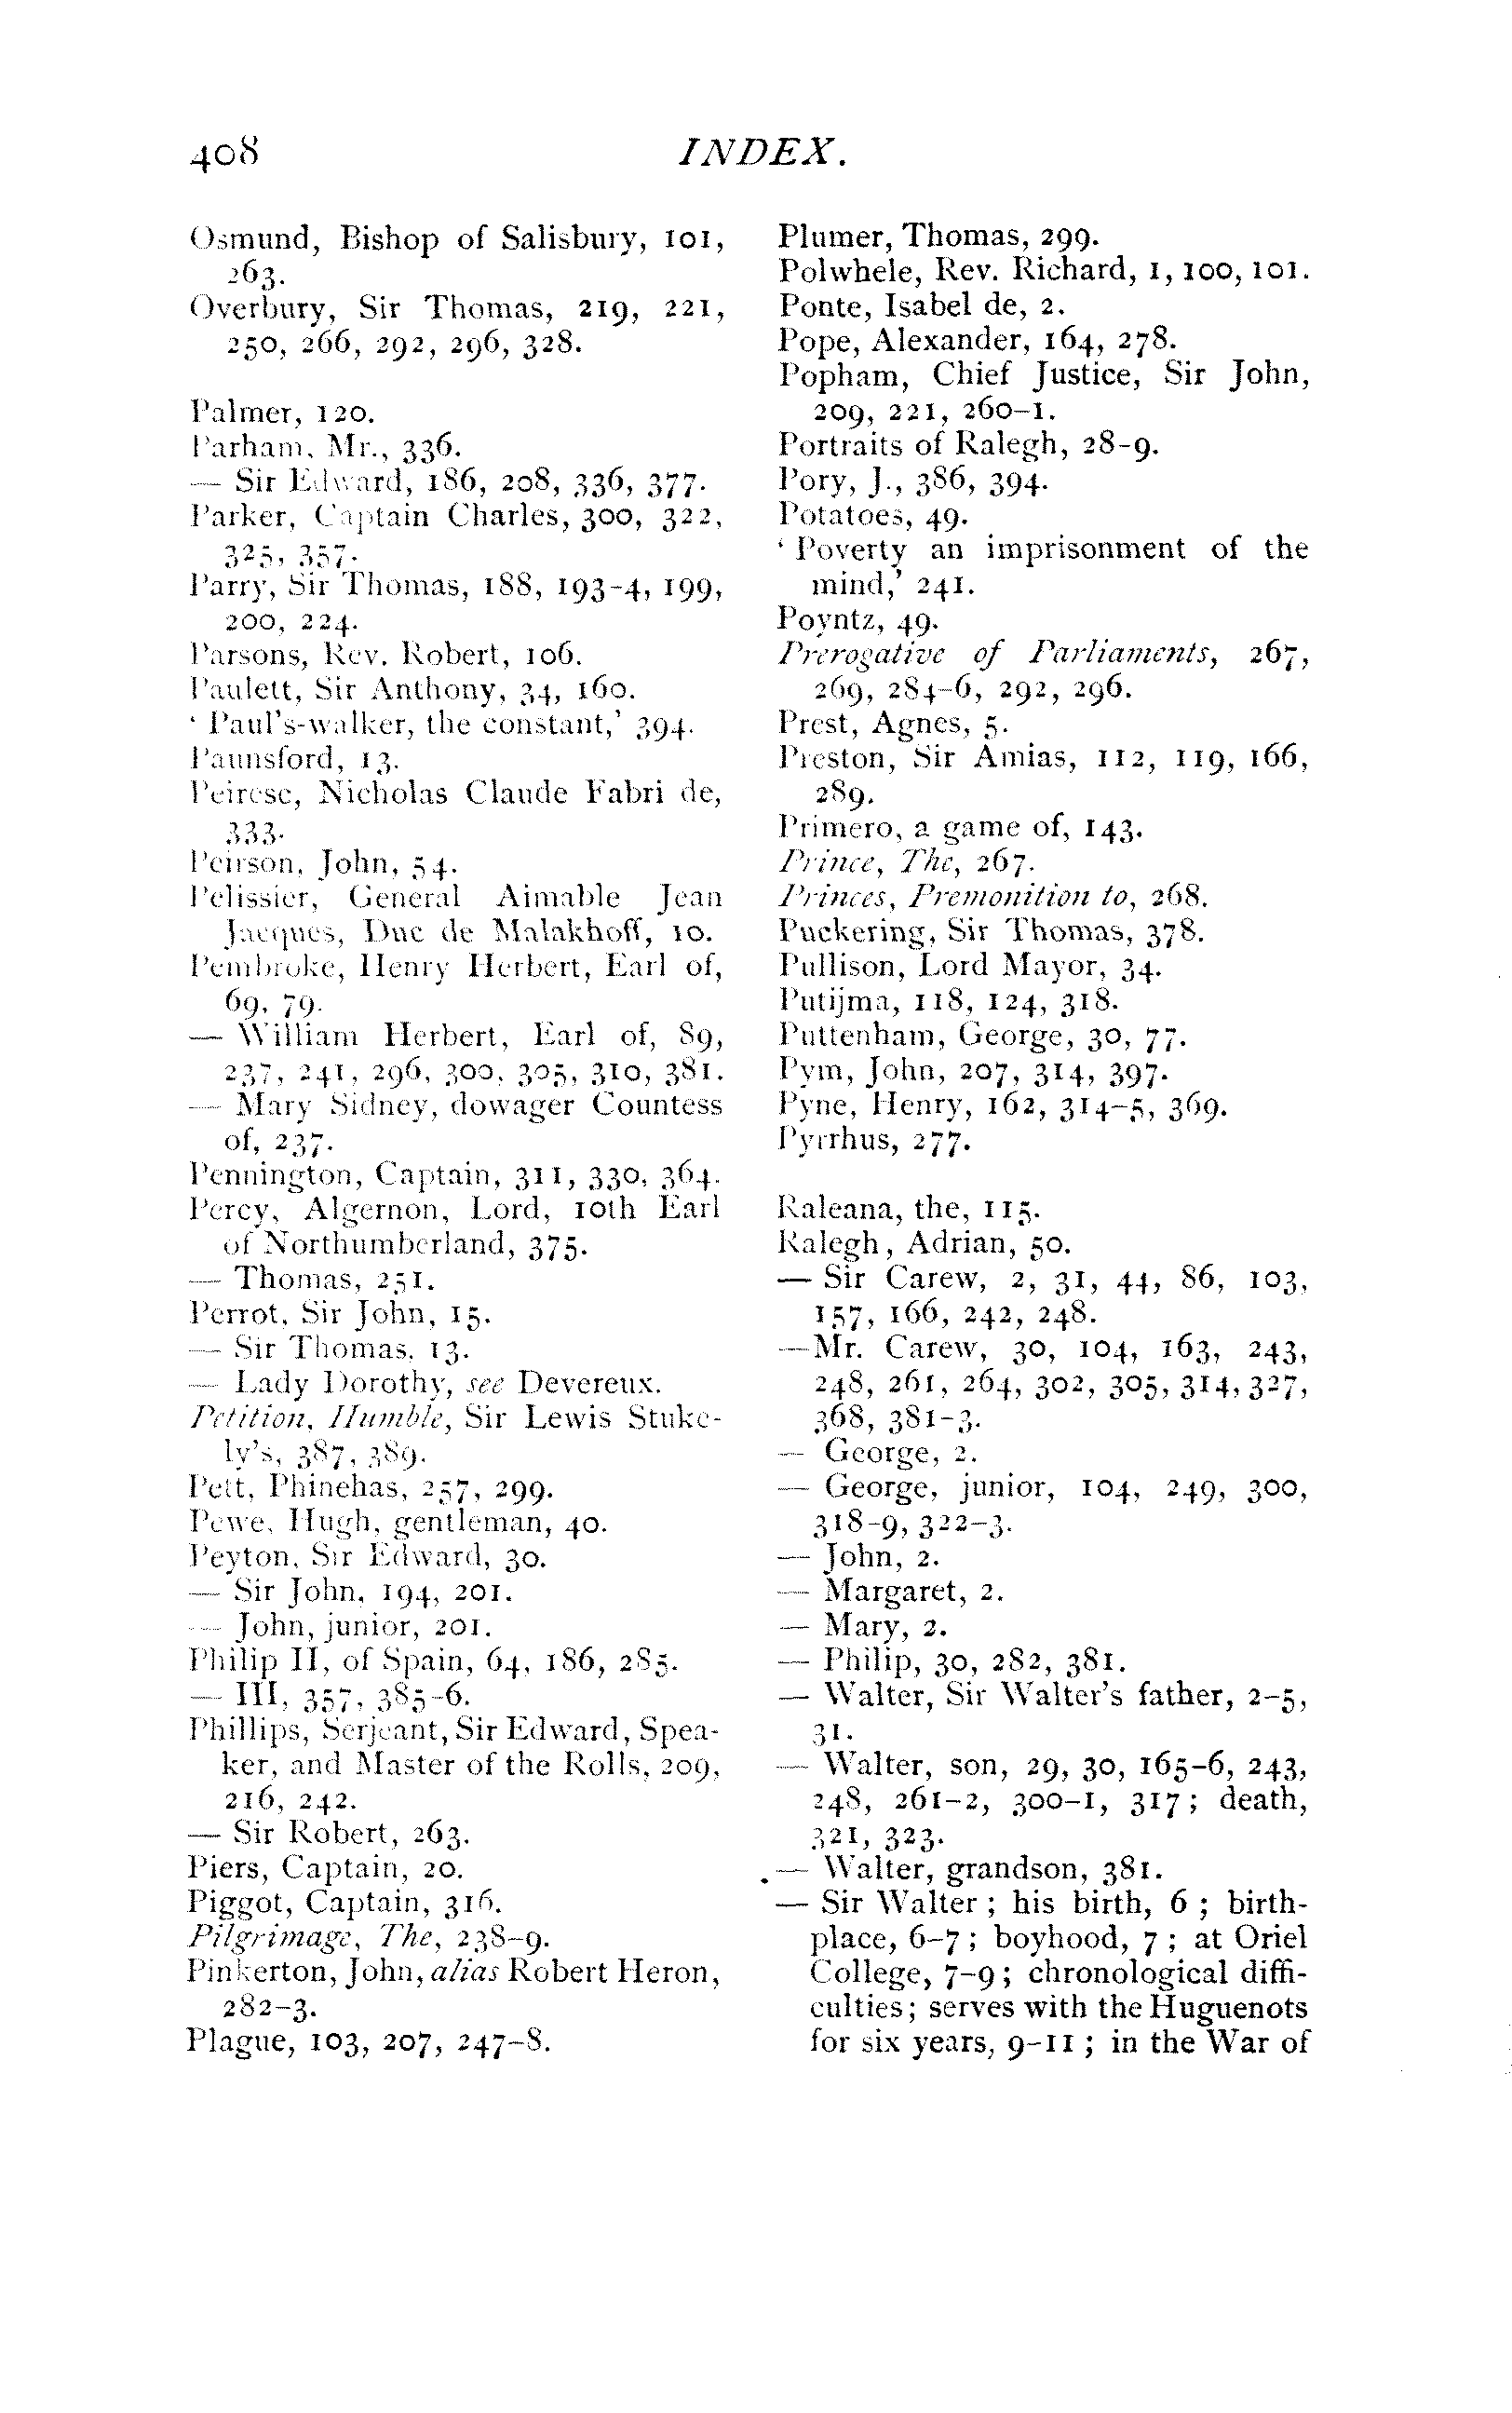 408
INDEX.
Osmund, Bishop of Salisbury, 101,
263.
Overbury, Sir Thomas, 219, 221,
250, 266, 292, 296, 328.
Palmer, 120.
Parham, Mr., 336.
— Sir Edward, 186, 208, 336, 377.
Parker, Captain Charles, 300, 322,
325, 357.
Parry, Sir Thomas, 188, 193-4, 199,
200, 224.
Parsons, Rev. Robert, 106.
Paulett, Sir Anthony, 34, 160.
‘ Paul's-walker, the constant,’ 394.
Paunsford, 13.
Peiresc, Nicholas Claude Fabri de,
333.
Peirson, John, 54.
Pelissier, General Aimable Jean
Jacques, Duc de Malakhoff, 10.
Pembroke, Henry Herbert, Earl of,
69, 79.
— William Herbert, Earl of, 89,
237, 241, 296, 300, 305, 310, 381.
— Mary Sidney, dowager Countess
of, 237.
Pennington, Captain, 311, 330, 364.
Percy, Algernon, Lord, 10th Earl
of Northumberland, 375.
— Thomas, 251.
Perrot, Sir John, 15.
— Sir Thomas, 13.
— Lady Dorothy, see Devereux.
Petition, Humble, Sir Lewis Stuke-
ly's, 387, 389.
Pett, Phinehas, 257, 299.
Pewe, Hugh, gentleman, 40.
Peyton, Sir Edward, 30.
— Sir John, 194, 201.
— John, junior, 201.
Philip II, of Spain, 64, 186, 285.
— III, 357, 385-6.
Phillips, Serjeant, Sir Edward, Spea-
ker, and Master of the Rolls, 209,
216, 242.
— Sir Robert, 263.
Piers, Captain, 20.
Piggot, Captain, 316.
Pilgrimage, The, 238-9.
Pinkerton, John, alias Robert Heron,
282-3.
Plague, 103, 207, 247-8.
Plumer, Thomas, 299.
Polwhele, Rev. Richard, 1, 100, 101.
Ponte, Isabel de, 2.
Pope, Alexander, 164, 278.
Popham, Chief Justice, Sir John,
209, 221, 260-1.
Portraits of Ralegh, 28-9.
Pory, J., 386, 394.
Potatoes, 49.
‘ Poverty an imprisonment of the
mind,’ 241.
Poyntz, 49.
Prerogative of Parliaments, 267,
269, 284-6, 292, 296.
Prest, Agnes, 5.
Preston, Sir Amias, 112, 119, 166,
289.
Primero, a game of, 143.
Prince, The, 267.
Princes, Premonition to, 268.
Puckering, Sir Thomas, 378.
Pullison, Lord Mayor, 34.
Putijma, 118, 124, 318.
Puttenham, George, 30, 77.
Pym, John, 207, 314, 397.
Pyne, Henry, 162, 314-5, 369.
Pyrrhus, 277.
Raleana, the, 115.
Ralegh, Adrian, 50.
— Sir Carew, 2, 31, 44, 86, 103,
157, 166, 242, 248.
—Mr. Carew, 30, 104, 163, 243,
248, 261, 264, 302, 305, 314, 327,
368, 381-3.
— George, 2.
— George, junior, 104, 249, 300,
318-9, 322-3.
— John, 2.
— Margaret, 2.
— Mary, 2.
— Philip, 30, 282, 381.
— Walter, Sir Walter's father, 2-5,
31.
— Walter, son, 29, 30, 165-6, 243,
248, 261-2, 300-1, 317; death,
321, 323.
— Walter, grandson, 381.
— Sir Walter; his birth, 6; birth-
place, 6-7; boyhood, 7; at Oriel
College, 7-9; chronological diffi-
culties; serves with the Huguenots
for six years, 9-11; in the War of